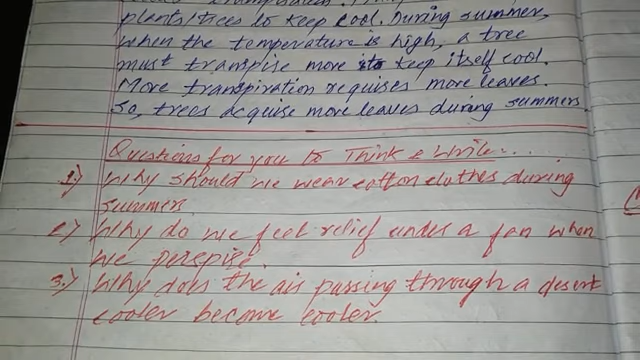 plants/trees to keep cool. During summer,
when the temperature is high, a tree
must transpire more to keep itself cool.
More transpiration requires more leaves.
So, trees acquire more leaves during summers
Questions for you to Think & Write:...
1.) Why should we wear cotton clothes during
summer
2.) Why do we feel relief under a fan when
we perspire.
3.) Why does the air passing through a desert
cooler become cooler.